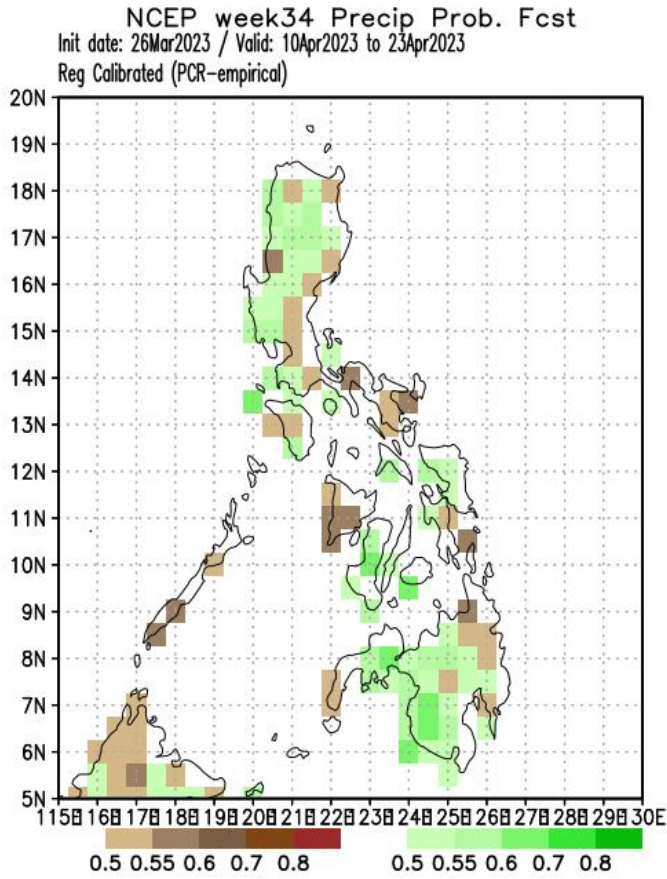 NCEP week34 Precip Prob. Fcst
Init date: 26Mar2023 / Valid: 10Apr2023 to 23Apr2023
Reg Calibrated (PCR-empirical)
20N
19N
18N
17N
16N
15N
14N
13N
12N
11N
10N
9N
8N
7N
6N
5N
115E 116E 117E 118E 119E 120E 121E 122E 123E 124E 125E 126E 127E 128E 129E 130E
0.5 0.55 0.6 0.7 0.8 0.5 0.55 0.6 0.7 0.8